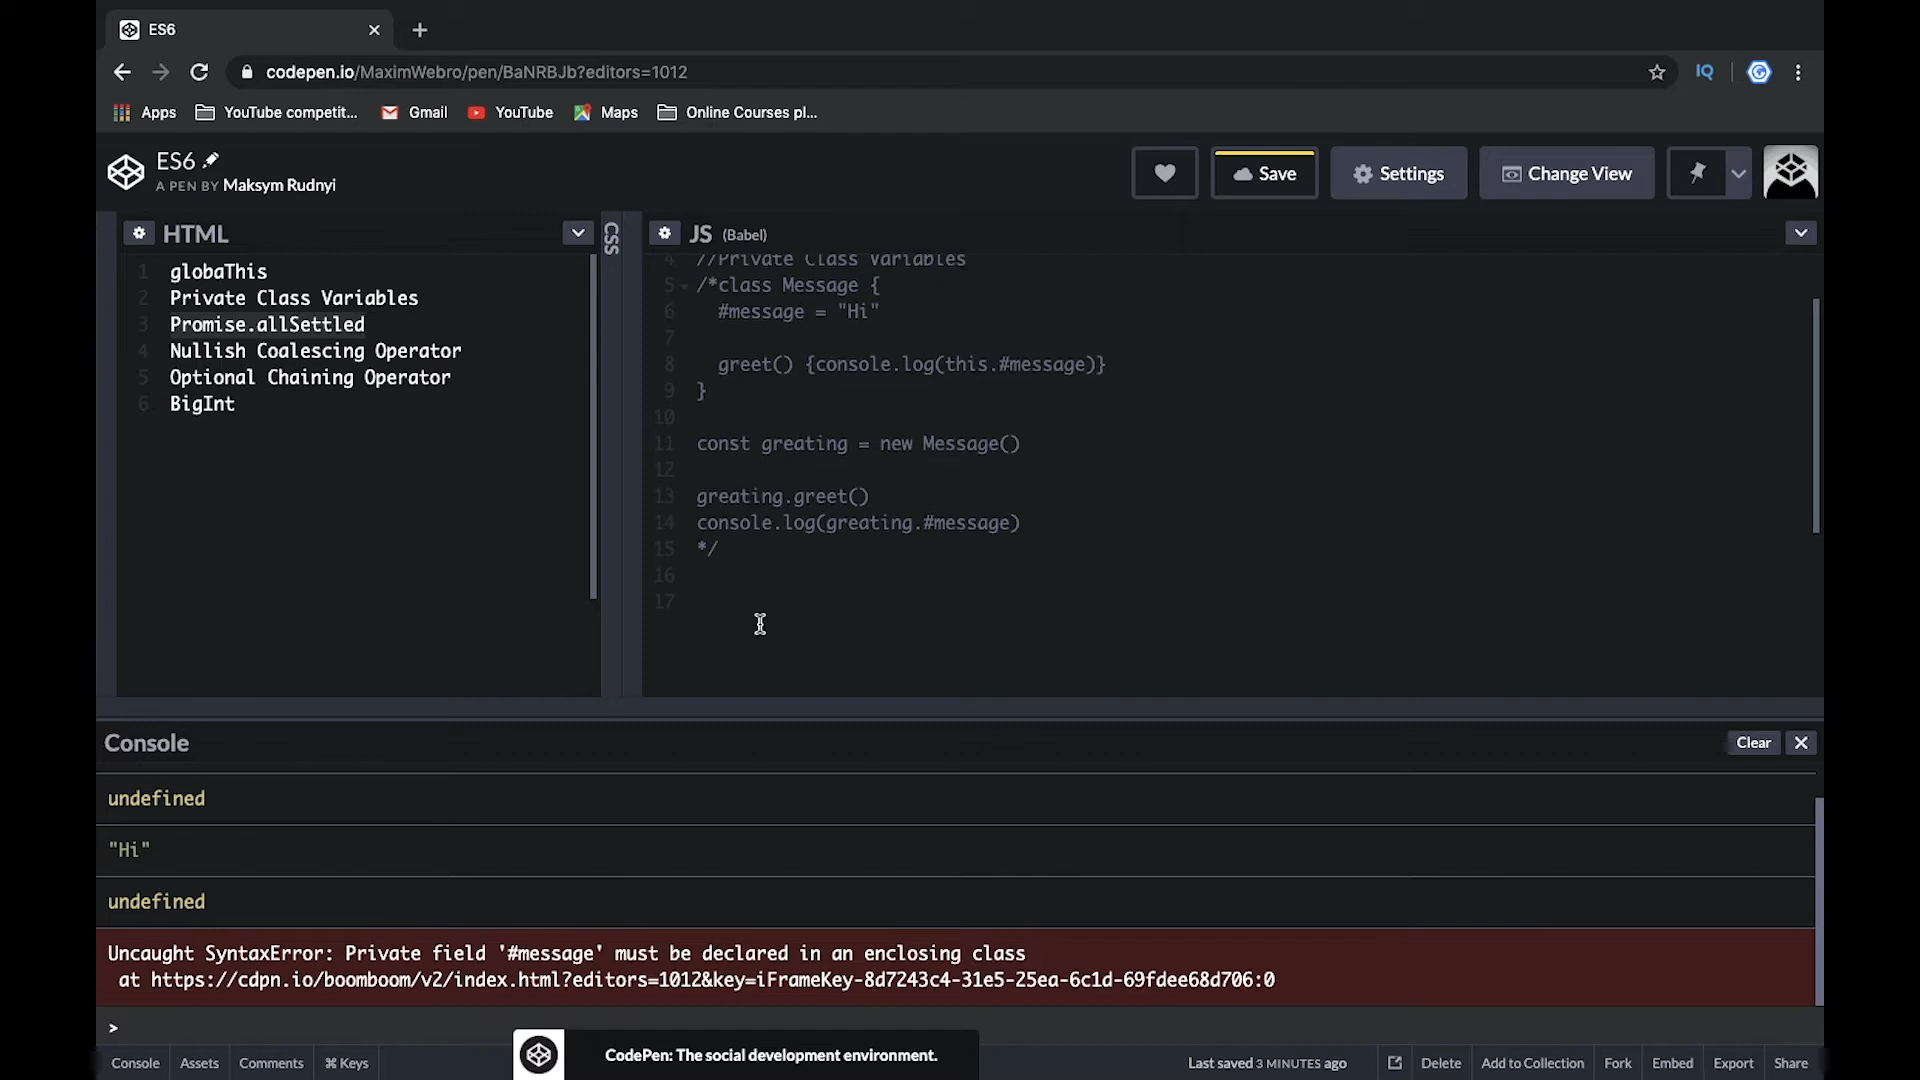 ES6
codepen.io/MaximWebro/pen/BaNRBJb?editors=1012
IQ
Apps
YouTube competit...
Gmail
YouTube
Maps
Online Courses pl...
ES6
A PEN BY Maksym Rudnyi
Save
Settings
Change View
HTML
1 globaThis
2 Private Class Variables
3 Promise.allSettled
4 Nullish Coalescing Operator
5 Optional Chaining Operator
6 BigInt
CSS
JS (Babel)
4 //Private Class Variables
5 /*class Message {
6 #message = "Hi"
7
8 greet() {console.log(this.#message)}
9 }
10
11 const greating = new Message()
12
13 greating.greet()
14 console.log(greating.#message)
15 */
16
17
Console
Clear
undefined
"Hi"
undefined
Uncaught SyntaxError: Private field '#message' must be declared in an enclosing class
at https://cdpn.io/boomboom/v2/index.html?editors=1012&key=iFrameKey-8d7243c4-31e5-25ea-6c1d-69fdee68d706:0
>
Console
Assets
Comments
⌘ Keys
CodePen: The social development environment.
Last saved 3 MINUTES ago
Delete
Add to Collection
Fork
Embed
Export
Share